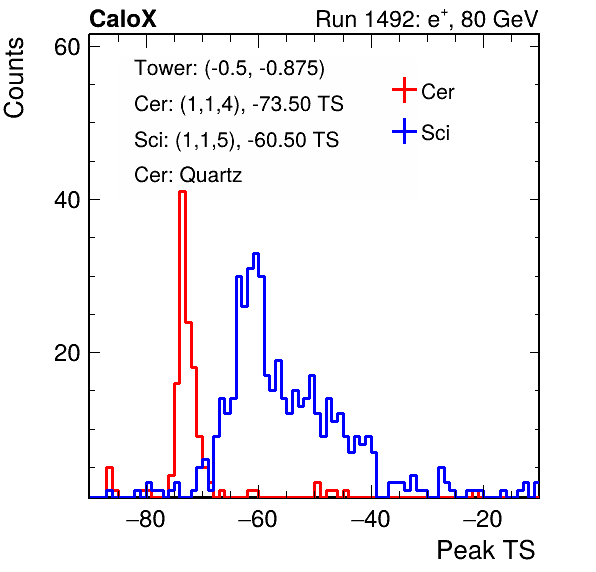 CaloX Run 1492: e+, 80 GeV
Counts
60
40
20
Tower: (-0.5, -0.875)
Cer: (1,1,4), -73.50 TS
Sci: (1,1,5), -60.50 TS
Cer: Quartz
Cer
Sci
−80 −60 −40 −20
Peak TS